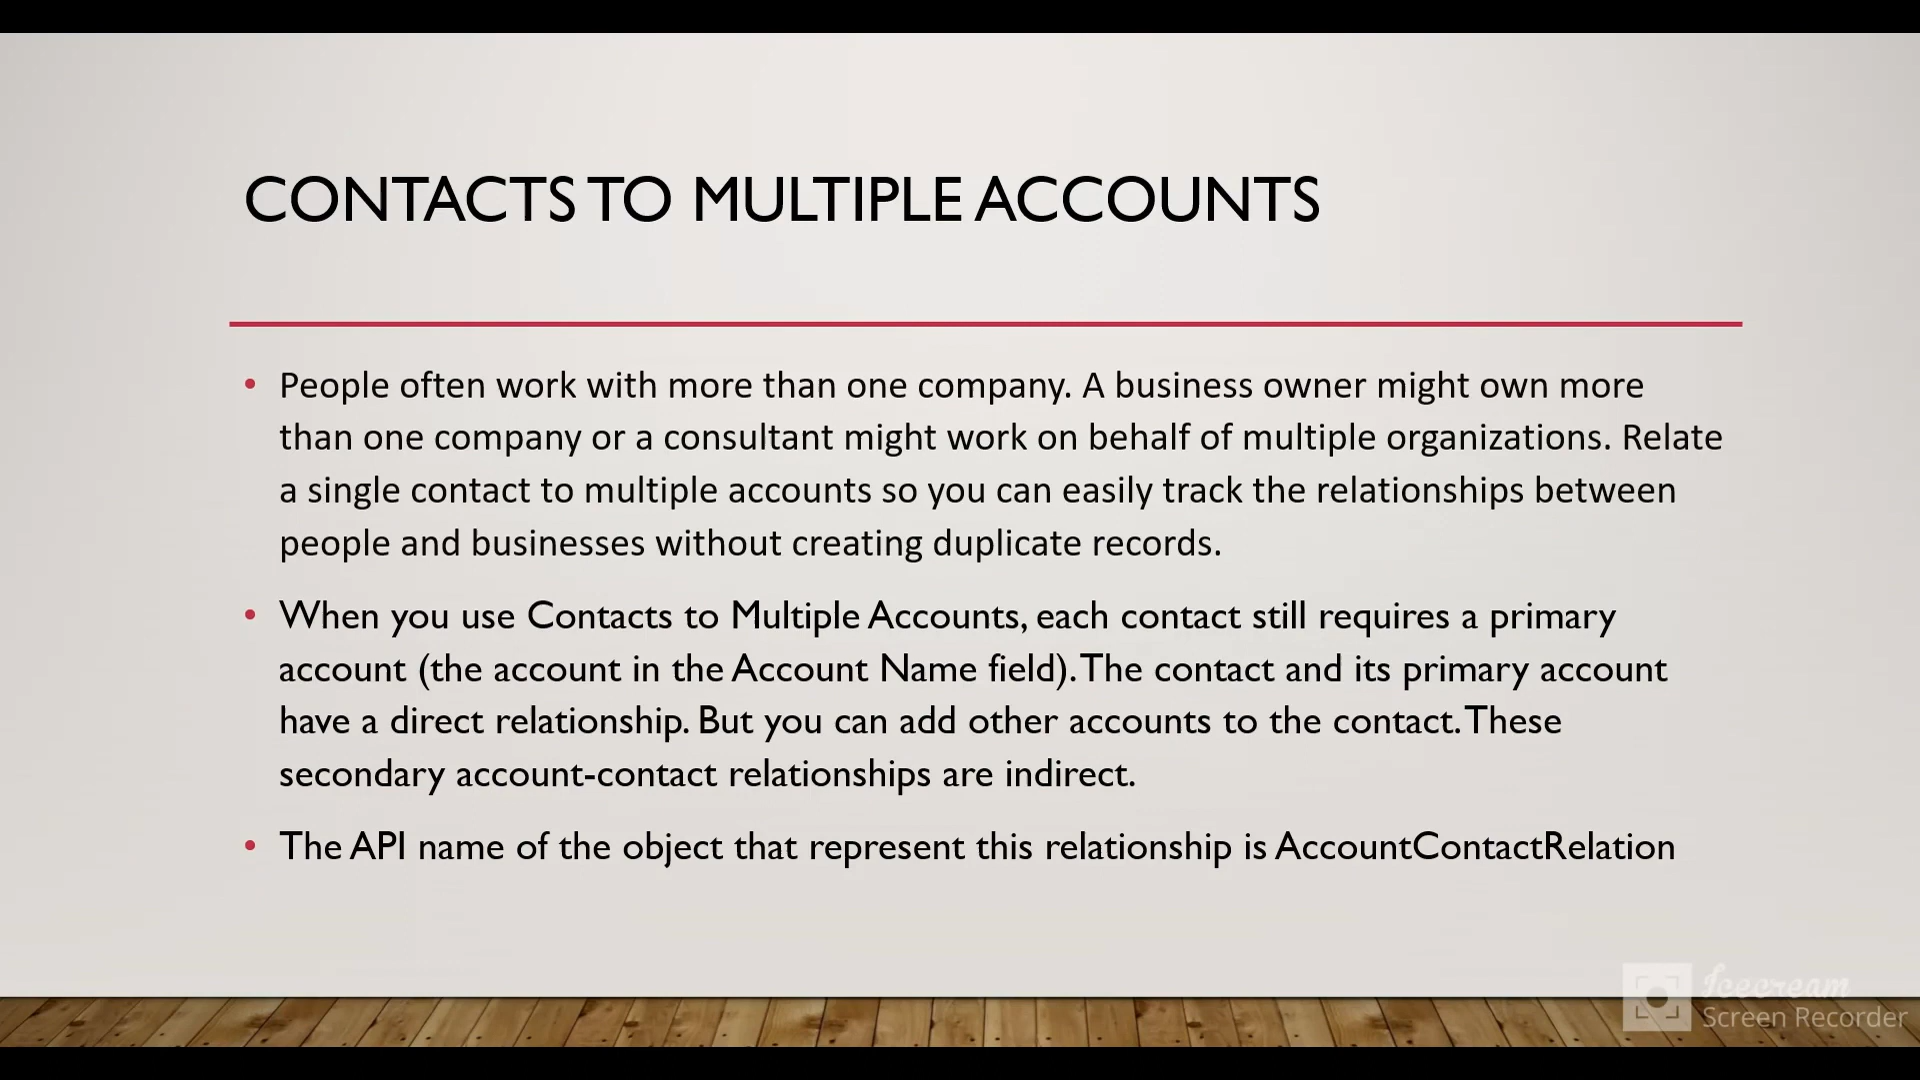 CONTACTS TO MULTIPLE ACCOUNTS
• People often work with more than one company. A business owner might own more
than one company or a consultant might work on behalf of multiple organizations. Relate
a single contact to multiple accounts so you can easily track the relationships between
people and businesses without creating duplicate records.
• When you use Contacts to Multiple Accounts, each contact still requires a primary
account (the account in the Account Name field). The contact and its primary account
have a direct relationship. But you can add other accounts to the contact. These
secondary account-contact relationships are indirect.
• The API name of the object that represent this relationship is AccountContactRelation
Icecream
Screen Recorder